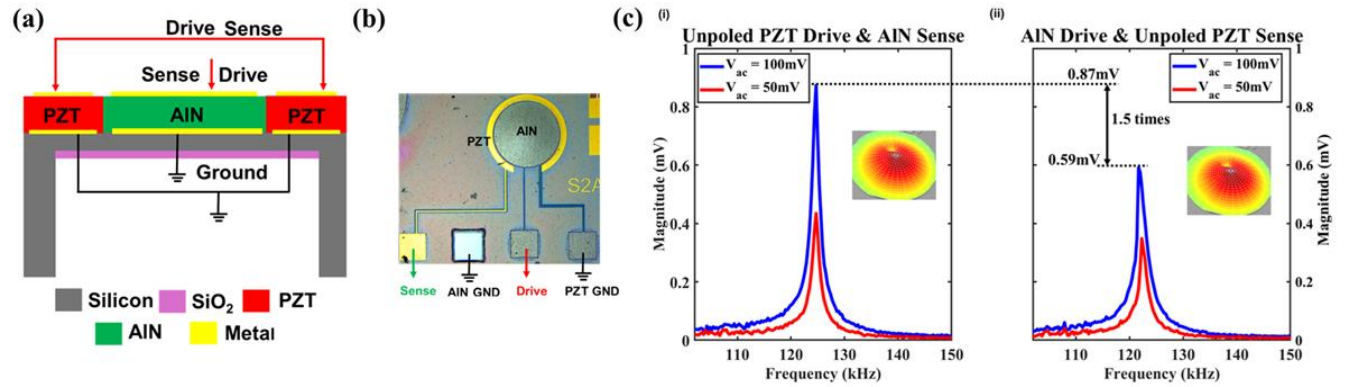 (a)
Drive Sense
Sense Drive
PZT AlN PZT
Ground
Silicon SiO₂ PZT
AlN Metal
(b)
AlN
PZT
S2A
Sense AlN GND Drive PZT GND
(c)
(i)
Unpoled PZT Drive & AlN Sense
V_ac = 100mV
V_ac = 50mV
Magnitude (mV)
1
0.8
0.6
0.4
0.2
0
110 120 130 140 150
Frequency (kHz)
(ii)
AlN Drive & Unpoled PZT Sense
V_ac = 100mV
V_ac = 50mV
0.87mV
1.5 times
0.59mV
1
0.8
0.6
0.4
0.2
0
Magnitude (mV)
110 120 130 140 150
Frequency (kHz)